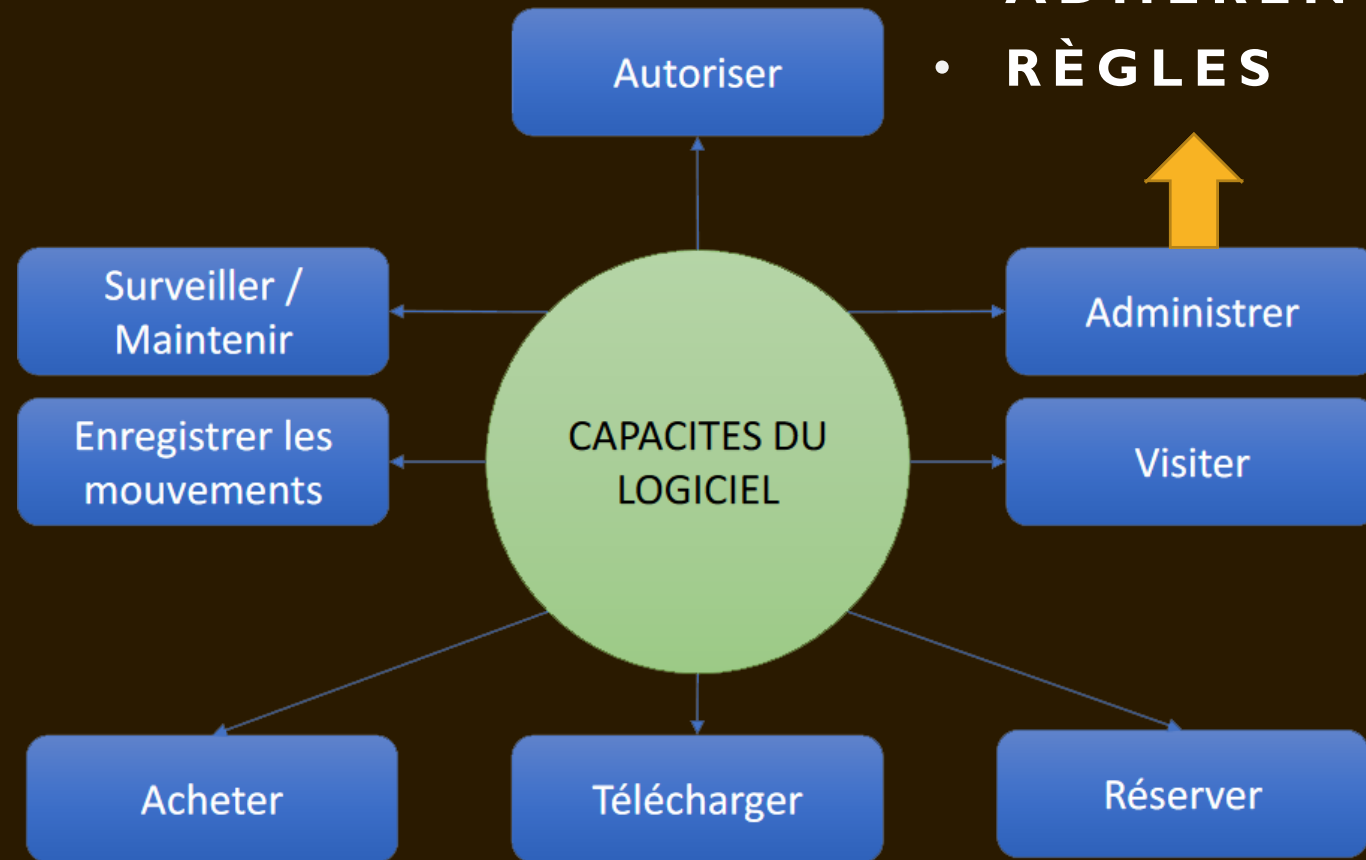 • RÈGLES
Autoriser
Surveiller /
Maintenir
Administrer
Enregistrer les
mouvements
CAPACITES DU
LOGICIEL
Visiter
Acheter
Télécharger
Réserver